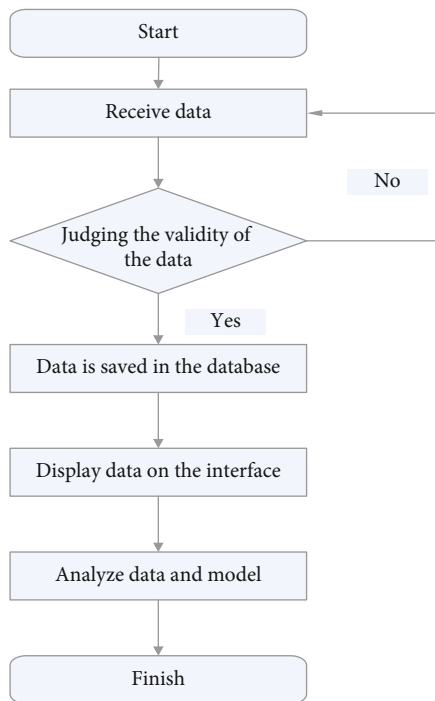 Start
Receive data
No
Judging the validity of
the data
Yes
Data is saved in the database
Display data on the interface
Analyze data and model
Finish